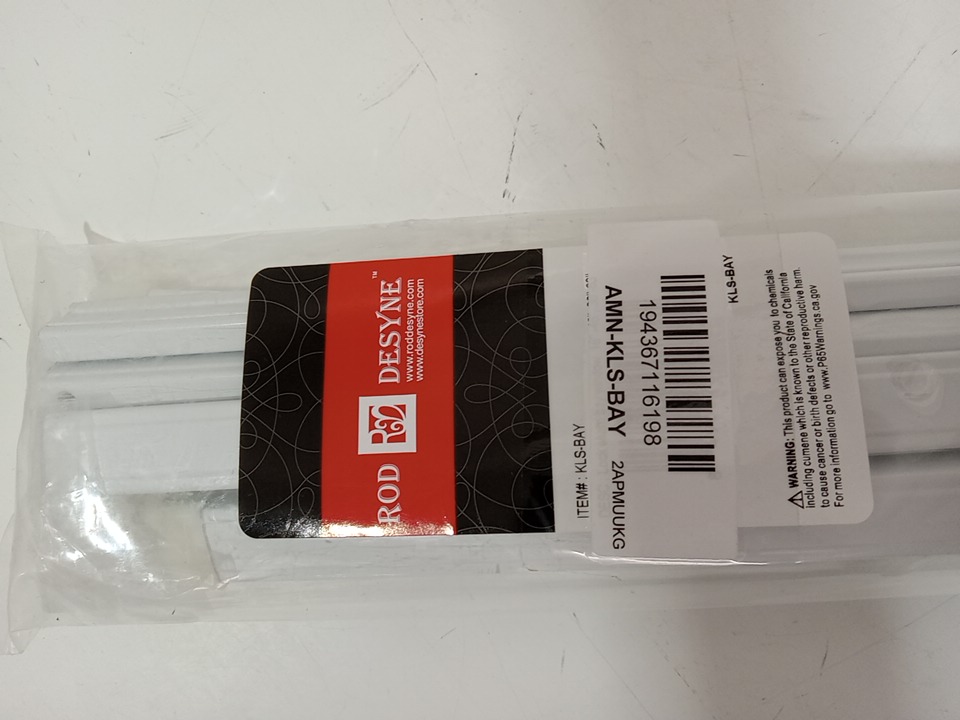 ROD DESYNE™
www.roddesyne.com
www.desynestore.com
ITEM# : KLS-BAY
AMN-KLS-BAY 2APMUUKG
194367116198
KLS-BAY
WARNING: This product can expose you to chemicals
including cumene which is known to the State of California
to cause cancer or birth defects or other reproductive harm.
For more information go to www.P65Warnings.ca.gov